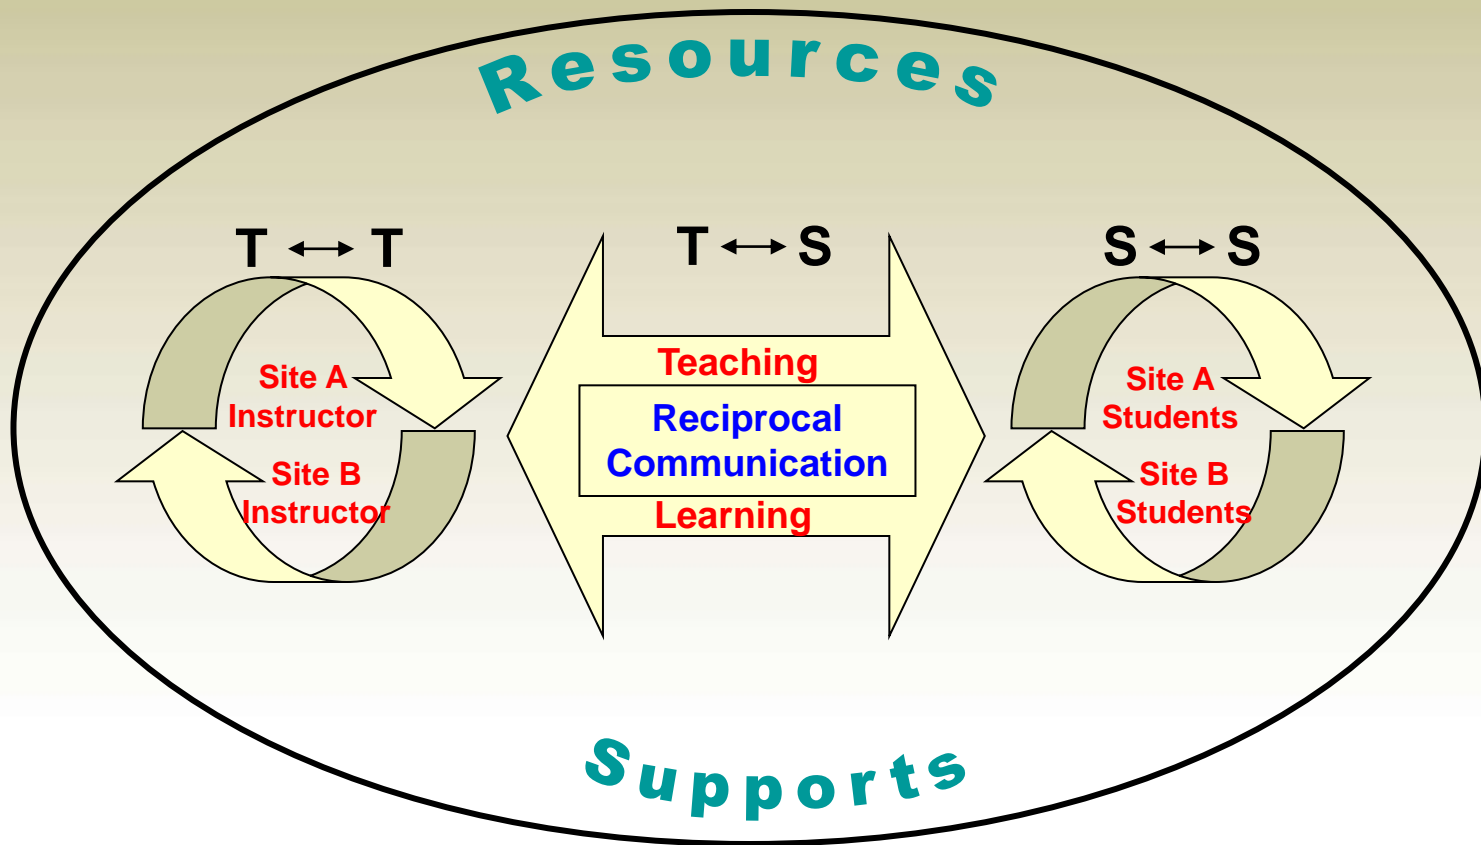 Resources
T ↔ T
T ↔ S
S ↔ S
Site A
Instructor
Site B
Instructor
Teaching
Reciprocal
Communication
Learning
Site A
Students
Site B
Students
Supports